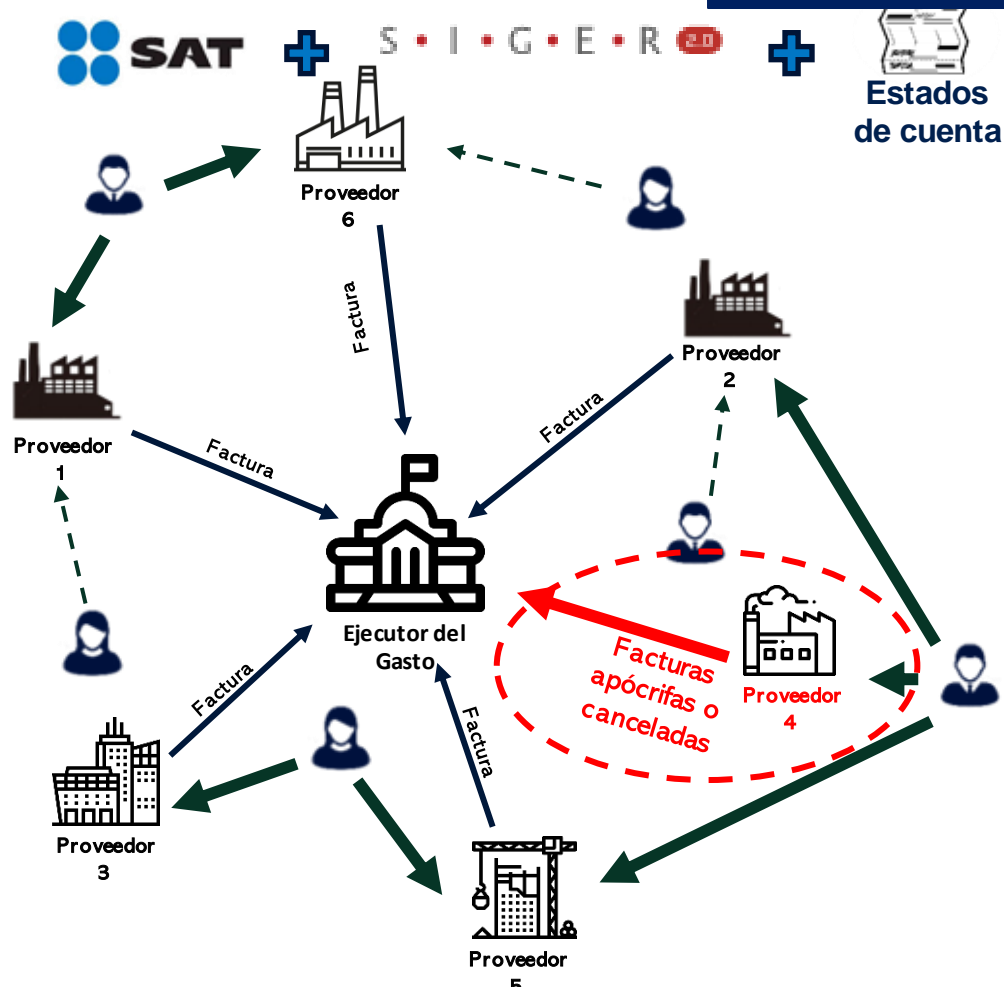 SAT
S•I•G•E•R 2.0
Estados
de cuenta
Proveedor
6
Factura
Proveedor
2
Factura
Proveedor
1
Factura
Ejecutor del
Gasto
Facturas
apócrifas o
canceladas
Proveedor
4
Factura
Factura
Proveedor
3
Proveedor
5